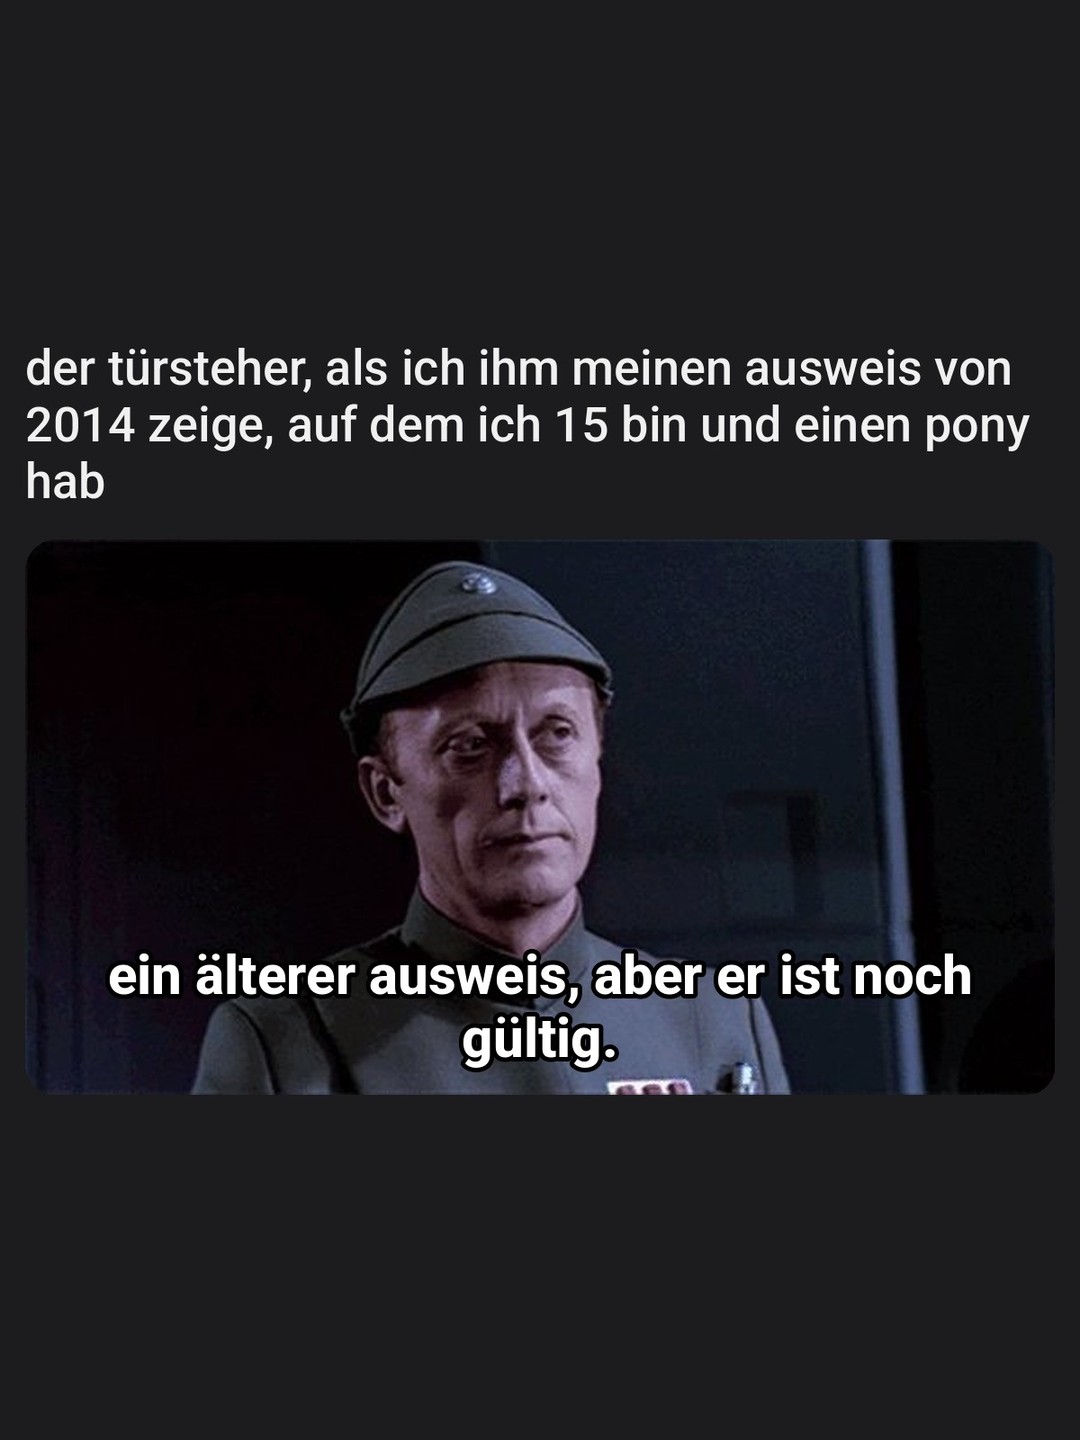 der türsteher, als ich ihm meinen ausweis von
2014 zeige, auf dem ich 15 bin und einen pony
hab
ein älterer ausweis, aber er ist noch
gültig.